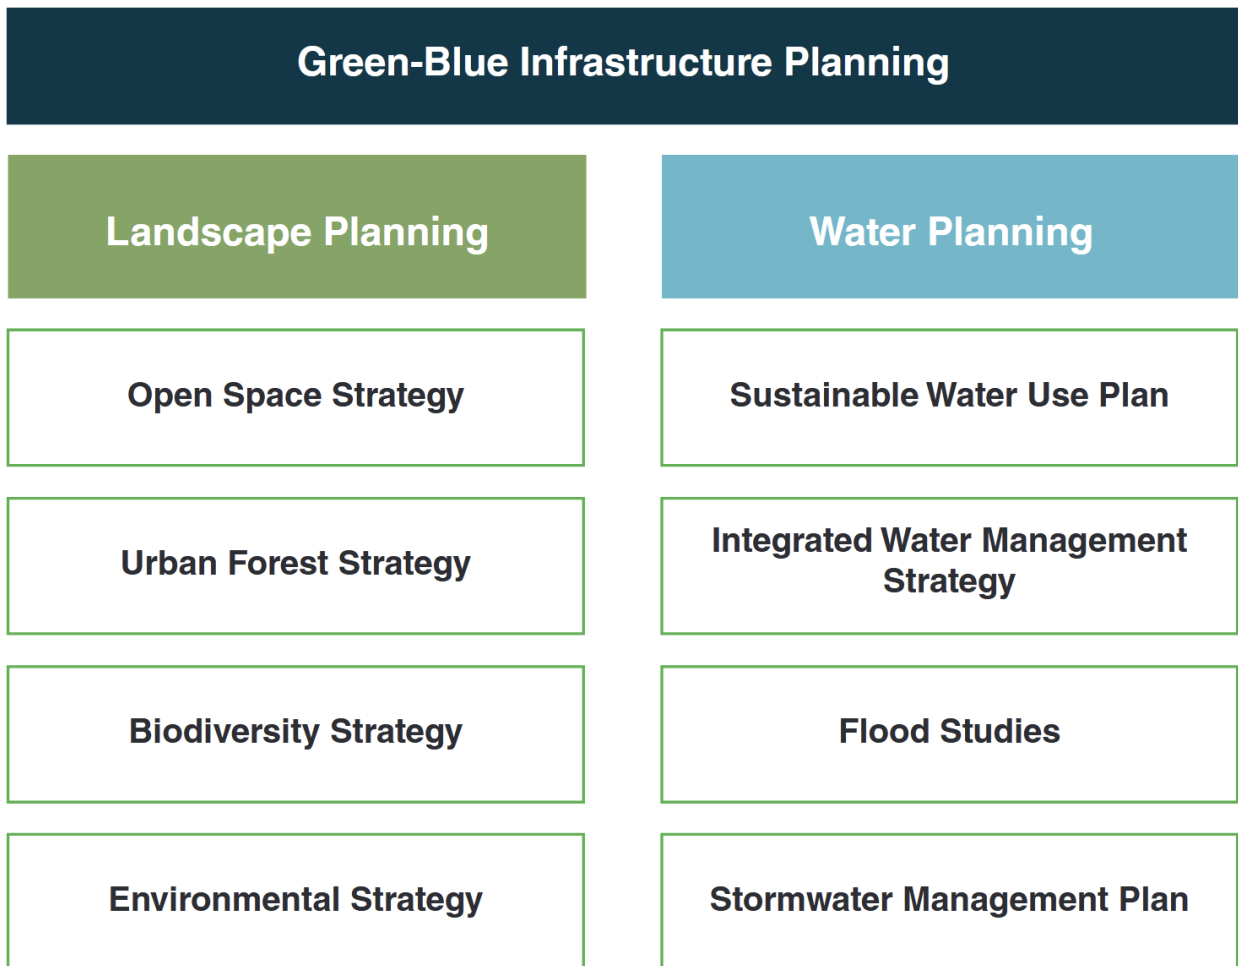 Green-Blue Infrastructure Planning
Landscape Planning
Water Planning
Open Space Strategy
Sustainable Water Use Plan
Urban Forest Strategy
Integrated Water Management
Strategy
Biodiversity Strategy
Flood Studies
Environmental Strategy
Stormwater Management Plan